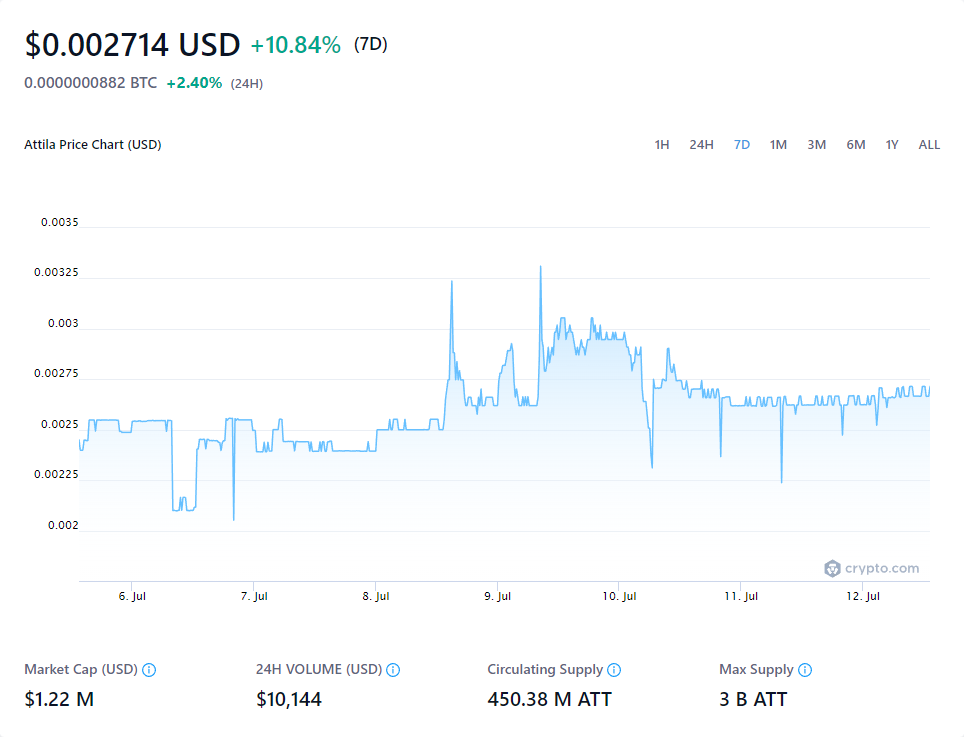 $0.002714 USD +10.84% (7D)
0.0000000882 BTC +2.40% (24H)
Attila Price Chart (USD) 1H 24H 7D 1M 3M 6M 1Y ALL
0.0035
0.00325
0.003
0.00275
0.0025
0.00225
0.002
crypto.com
6. Jul 7. Jul 8. Jul 9. Jul 10. Jul 11. Jul 12. Jul
Market Cap (USD) 24H VOLUME (USD) Circulating Supply Max Supply
$1.22 M $10,144 450.38 M ATT 3 B ATT